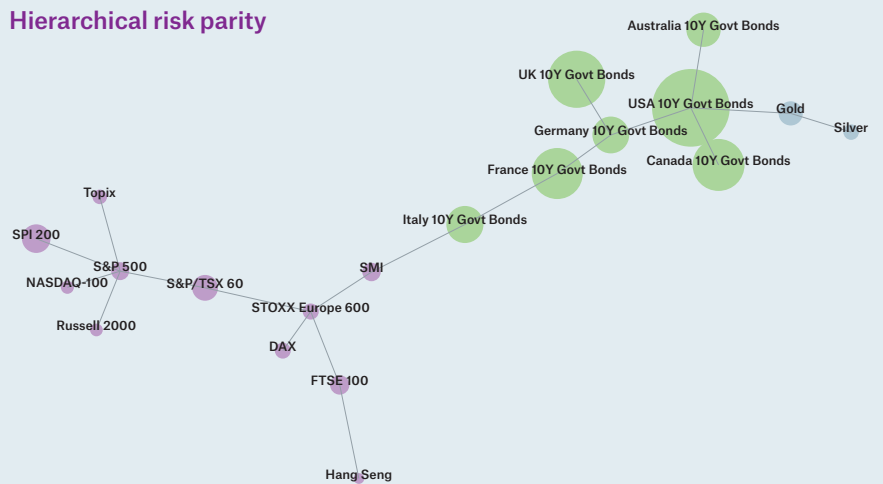 Hierarchical risk parity
Australia 10Y Govt Bonds
UK 10Y Govt Bonds
USA 10Y Govt Bonds
Gold
Silver
Germany 10Y Govt Bonds
Canada 10Y Govt Bonds
France 10Y Govt Bonds
Topix
Italy 10Y Govt Bonds
SPI 200
S&P 500
SMI
NASDAQ-100
S&P/TSX 60
STOXX Europe 600
Russell 2000
DAX
FTSE 100
Hang Seng